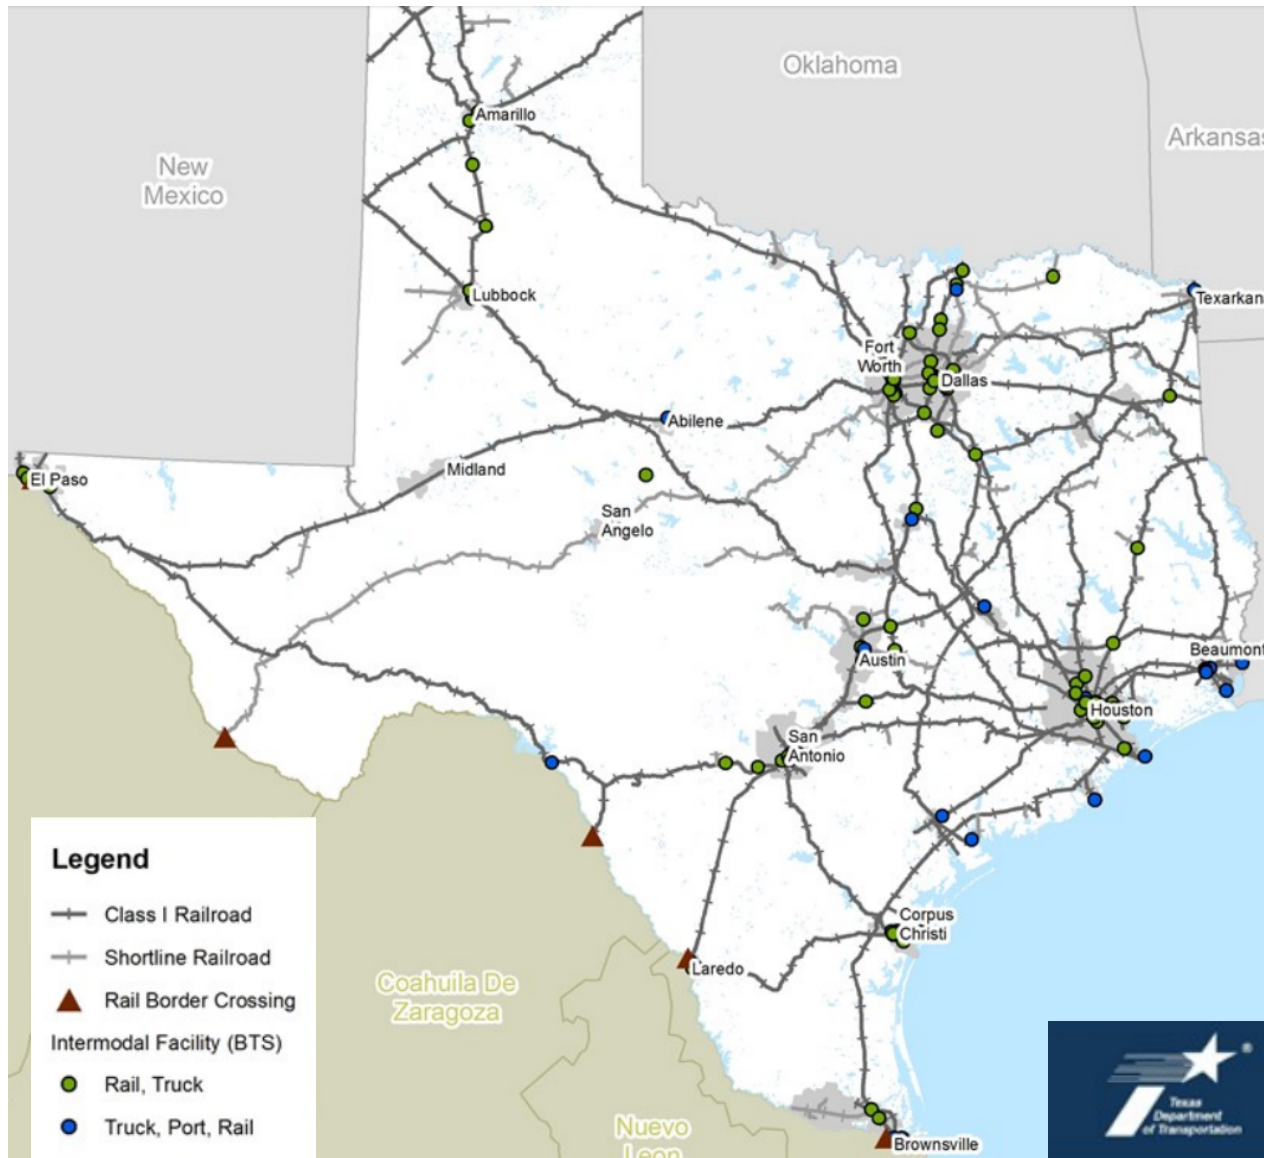 Oklahoma
Arkansas
New
Mexico
Amarillo
Lubbock
Texarkan
Fort
Worth
Dallas
Abilene
Midland
El Paso
San
Angelo
Austin
Beaumont
Houston
San
Antonio
Corpus
Christi
Laredo
Brownsville
Coahuila De
Zaragoza
Nuevo
Leon
Legend
Class I Railroad
Shortline Railroad
Rail Border Crossing
Intermodal Facility (BTS)
Rail, Truck
Truck, Port, Rail
®
Texas
Department
of Transportation